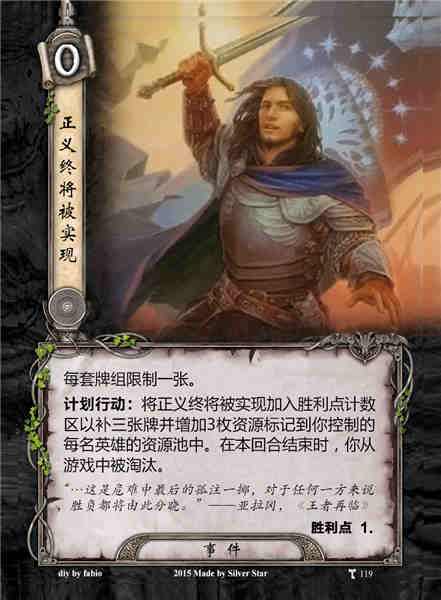 0
正义终将被实现
每套牌组限制一张。
计划行动：将正义终将被实现加入胜利点计数
区以补三张牌并增加3枚资源标记到你控制的
每名英雄的资源池中。在本回合结束时，你从
游戏中被淘汰。
“…这是危难中最后的孤注一掷，对于任何一方来说
，胜负都将由此分晓。”——亚拉冈，《王者再临》
胜利点 1.
事件
diy by fabio 2015 Made by Silver Star 119